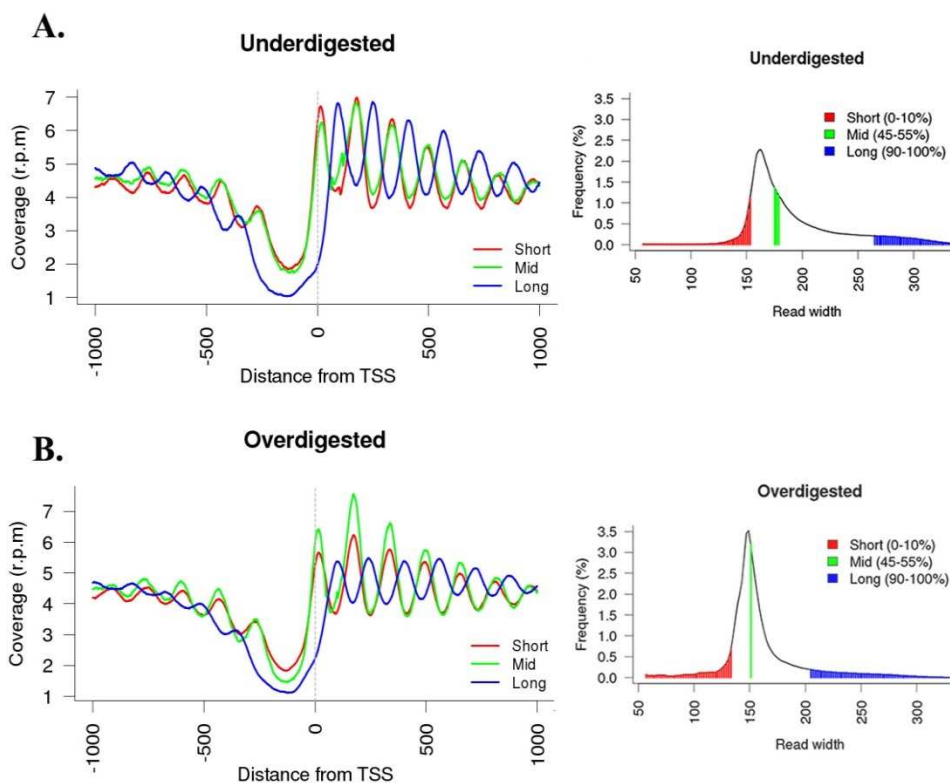 A.
Underdigested
Coverage (r.p.m)
7
6
5
4
3
2
1
Short
Mid
Long
-1000
-500
0
500
1000
Distance from TSS
Underdigested
Frequency (%)
3.5
3.0
2.5
2.0
1.5
1.0
0.5
0.0
Short (0-10%)
Mid (45-55%)
Long (90-100%)
50
100
150
200
250
300
Read width
B.
Overdigested
Coverage (r.p.m)
7
6
5
4
3
2
1
Short
Mid
Long
-1000
-500
0
500
1000
Distance from TSS
Overdigested
Frequency (%)
3.5
3.0
2.5
2.0
1.5
1.0
0.5
0.0
Short (0-10%)
Mid (45-55%)
Long (90-100%)
50
100
150
200
250
300
Read width